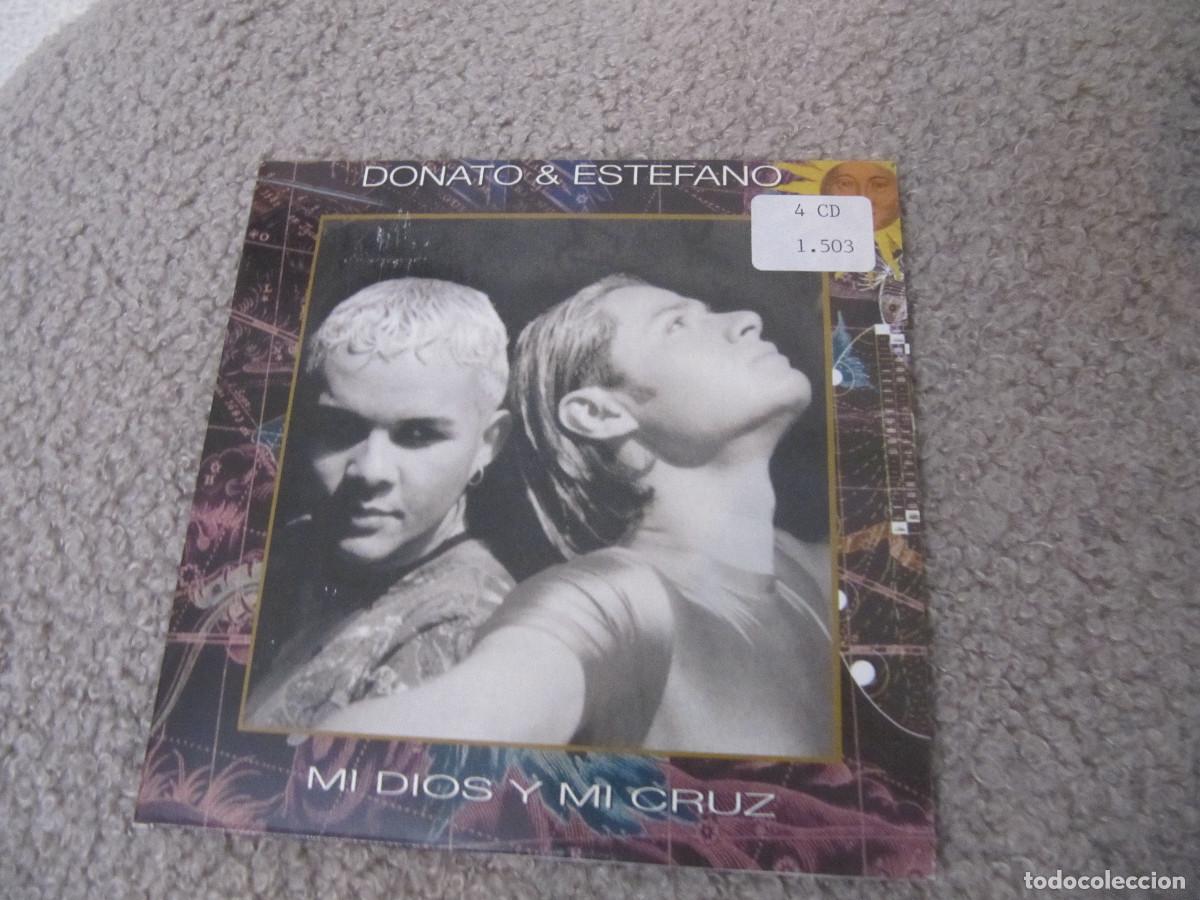 DONATO & ESTEFANO
4 CD
1.503
MI DIOS Y MI CRUZ
todocoleccion